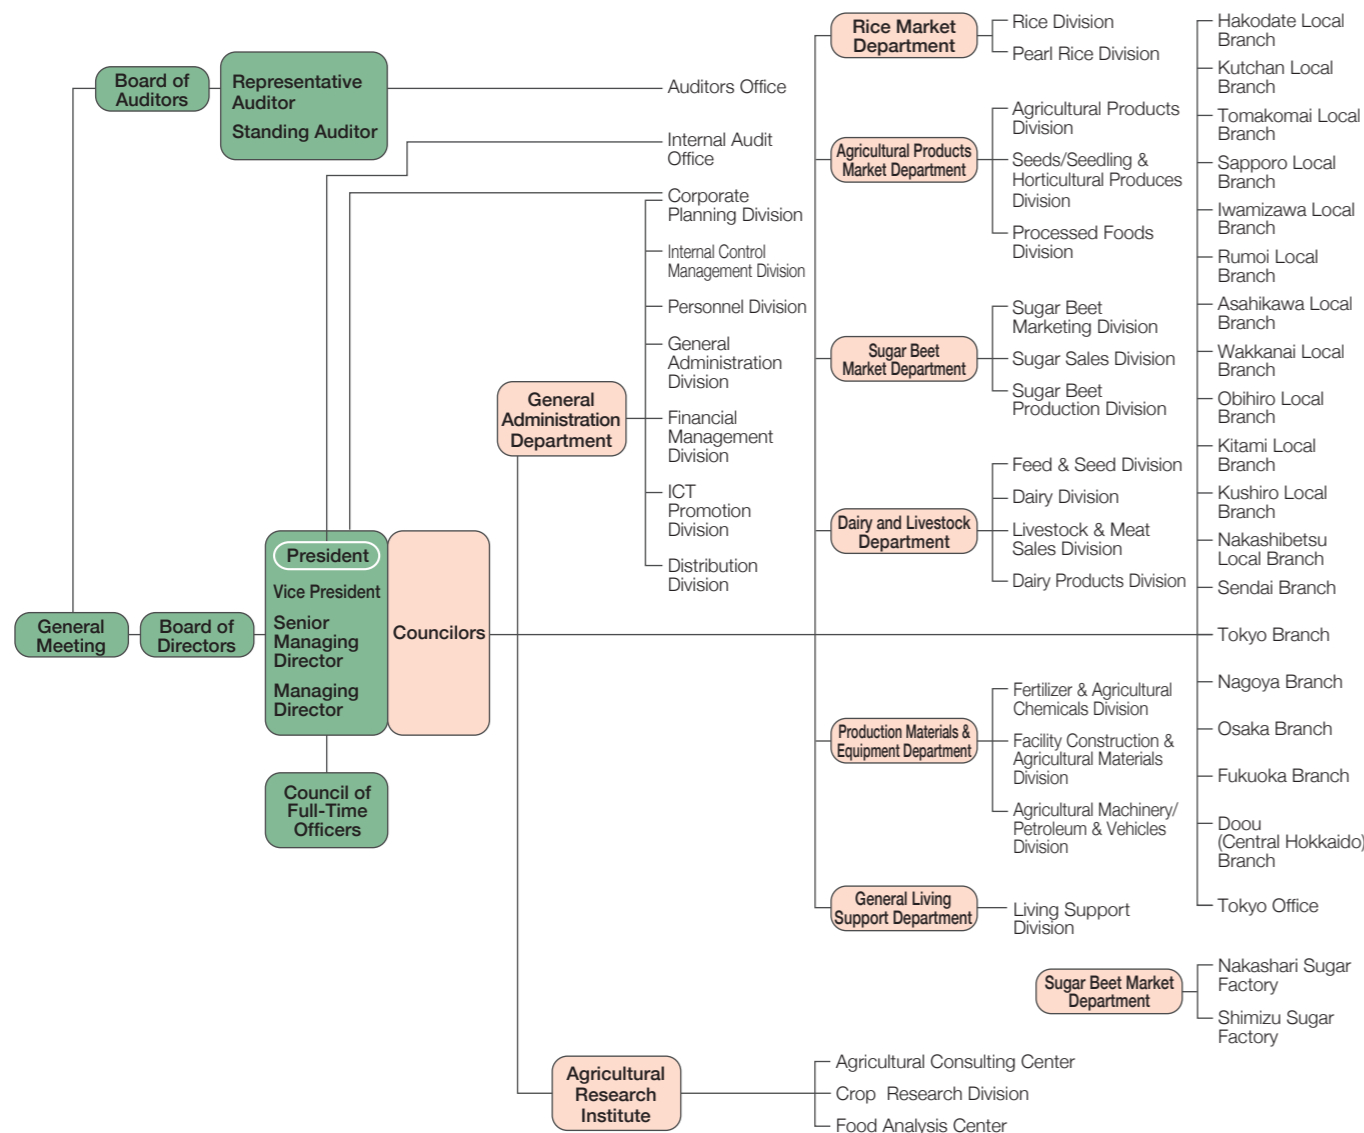 Board of
Auditors
Representative
Auditor
Standing Auditor
Auditors Office
Internal Audit
Office
Corporate
Planning Division
Internal Control
Management Division
Personnel Division
General
Administration
Division
Financial
Management
Division
ICT
Promotion
Division
Distribution
Division
General
Administration
Department
General
Meeting
Board of
Directors
President
Vice President
Senior
Managing
Director
Managing
Director
Councilors
Council of
Full-Time
Officers
Rice Market
Department
Rice Division
Pearl Rice Division
Agricultural Products
Market Department
Agricultural Products
Division
Seeds/Seedling &
Horticultural Produces
Division
Processed Foods
Division
Sugar Beet
Market Department
Sugar Beet
Marketing Division
Sugar Sales Division
Sugar Beet
Production Division
Dairy and Livestock
Department
Feed & Seed Division
Dairy Division
Livestock & Meat
Sales Division
Dairy Products Division
Production Materials &
Equipment Department
Fertilizer & Agricultural
Chemicals Division
Facility Construction &
Agricultural Materials
Division
Agricultural Machinery/
Petroleum & Vehicles
Division
General Living
Support Department
Living Support
Division
Hakodate Local
Branch
Kutchan Local
Branch
Tomakomai Local
Branch
Sapporo Local
Branch
Iwamizawa Local
Branch
Rumoi Local
Branch
Asahikawa Local
Branch
Wakkanai Local
Branch
Obihiro Local
Branch
Kitami Local
Branch
Kushiro Local
Branch
Nakashibetsu
Local Branch
Sendai Branch
Tokyo Branch
Nagoya Branch
Osaka Branch
Fukuoka Branch
Doou
(Central Hokkaido)
Branch
Tokyo Office
Sugar Beet Market
Department
Nakashari Sugar
Factory
Shimizu Sugar
Factory
Agricultural
Research
Institute
Agricultural Consulting Center
Crop Research Division
Food Analysis Center